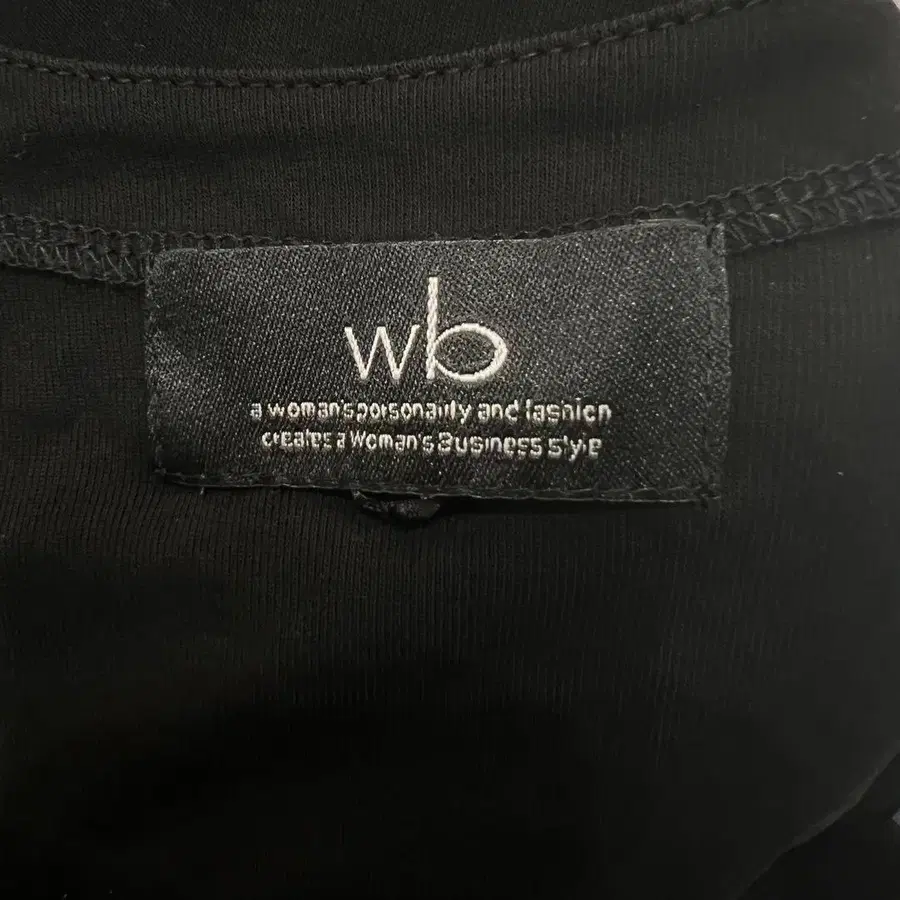 wb
a woman's personality and fashion
creates a Woman's Business style